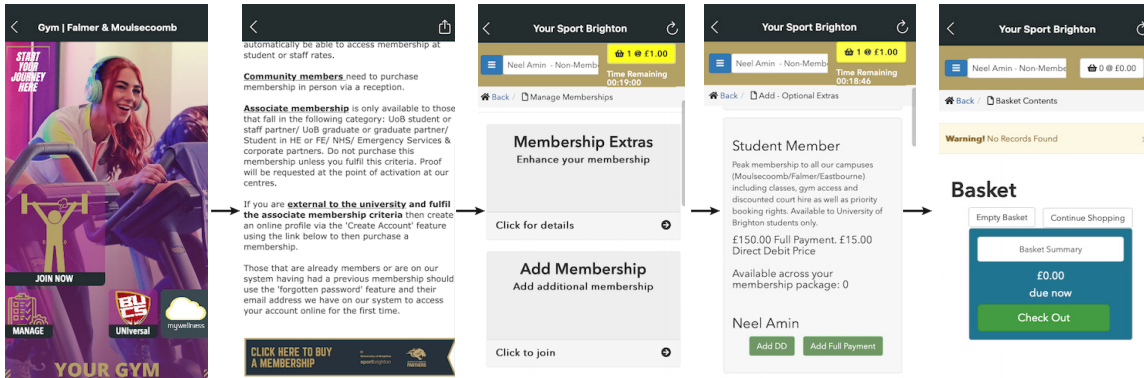 Gym | Falmer & Moulsecoomb
START
YOUR
JOURNEY
HERE
JOIN NOW
MANAGE
BUCS
UNIversal
mywellness
YOUR GYM
automatically be able to access membership at
student or staff rates.
Community members need to purchase
membership in person via a reception.
Associate membership is only available to those
that fall in the following category: UoB student or
staff partner/ UoB graduate or graduate partner/
Student in HE or FE/ NHS/ Emergency Services &
corporate partners. Do not purchase this
membership unless you fulfil this criteria. Proof
will be requested at the point of activation at our
centres.
If you are external to the university and fulfil
the associate membership criteria then create
an online profile via the 'Create Account' feature
using the link below to then purchase a
membership.
Those that are already members or are on our
system having had a previous membership should
use the 'forgotten password' feature and their
email address we have on our system to access
your account online for the first time.
CLICK HERE TO BUY
A MEMBERSHIP
sportbrighton
Your Sport Brighton
1 @ £1.00
Neel Amin - Non-Memb
Time Remaining
00:19:00
Back / Manage Memberships
Membership Extras
Enhance your membership
Click for details
Add Membership
Add additional membership
Click to join
Your Sport Brighton
1 @ £1.00
Neel Amin - Non-Memb
Time Remaining
00:18:46
Back / Add - Optional Extras
Student Member
Peak membership to all our campuses
(Moulsecoomb/Falmer/Eastbourne)
including classes, gym access and
discounted court hire as well as priority
booking rights. Available to University of
Brighton students only.
£150.00 Full Payment. £15.00
Direct Debit Price
Available across your
membership package: 0
Neel Amin
Add DD
Add Full Payment
Your Sport Brighton
Neel Amin - Non-Membe
0 @ £0.00
Back / Basket Contents
Warning! No Records Found
Basket
Empty Basket
Continue Shopping
Basket Summary
£0.00
due now
Check Out